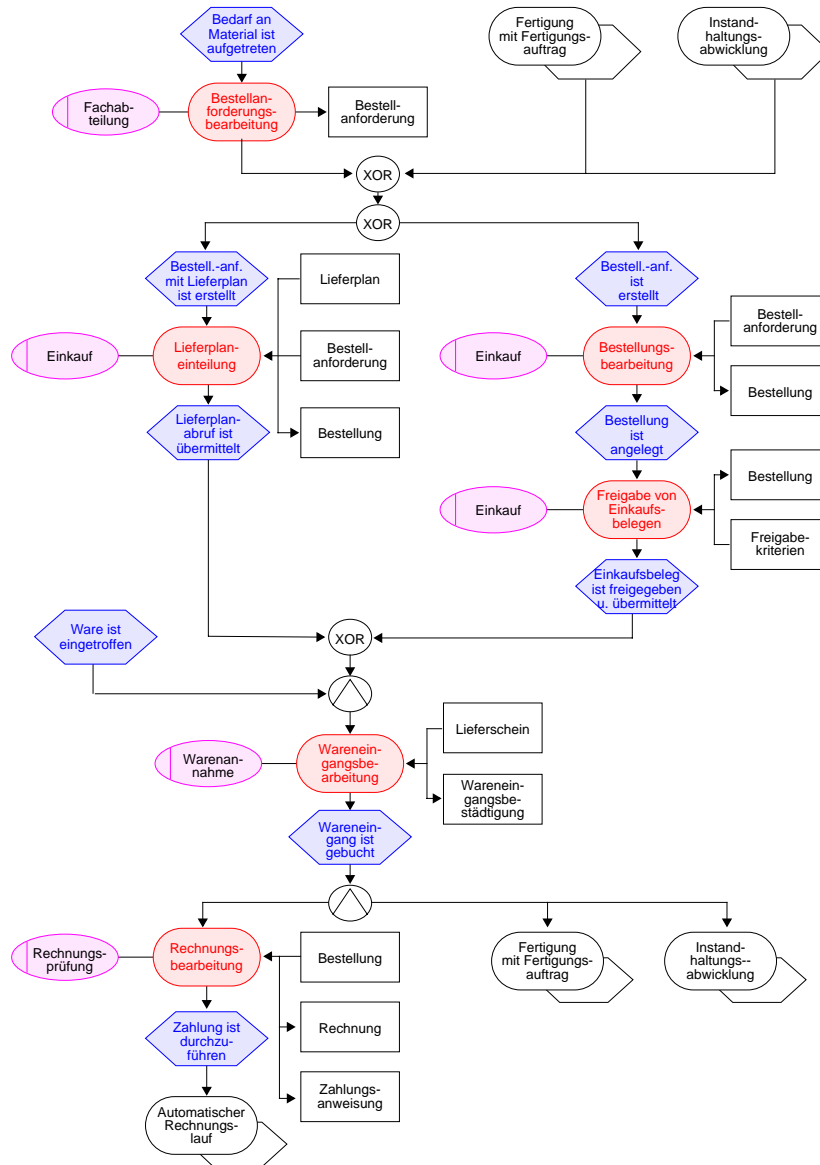 Bedarf an
Material ist
aufgetreten
Fertigung
mit Fertigungs-
auftrag
Instand-
haltungs-
abwicklung
Fachab-
teilung
Bestellan-
forderungs-
bearbeitung
Bestell-
anforderung
XOR
XOR
Bestell.-anf.
mit Lieferplan
ist erstellt
Lieferplan
Bestell.-anf.
ist
erstellt
Einkauf
Lieferplan-
einteilung
Bestell-
anforderung
Einkauf
Bestellungs-
bearbeitung
Bestell-
anforderung
Bestellung
Lieferplan-
abruf ist
übermittelt
Bestellung
Bestellung
ist
angelegt
Einkauf
Freigabe von
Einkaufs-
belegen
Bestellung
Freigabe-
kriterien
Einkaufsbeleg
ist freigegeben
u. übermittelt
Ware ist
eingetroffen
XOR
Warenan-
nahme
Warenein-
gangsbe-
arbeitung
Lieferschein
Warenein-
gangsbe-
städtigung
Warenein-
gang ist
gebucht
Rechnungs-
prüfung
Rechnungs-
bearbeitung
Bestellung
Fertigung
mit Fertigungs-
auftrag
Instand-
haltungs--
abwicklung
Zahlung ist
durchzu-
führen
Rechnung
Zahlungs-
anweisung
Automatischer
Rechnungs-
lauf